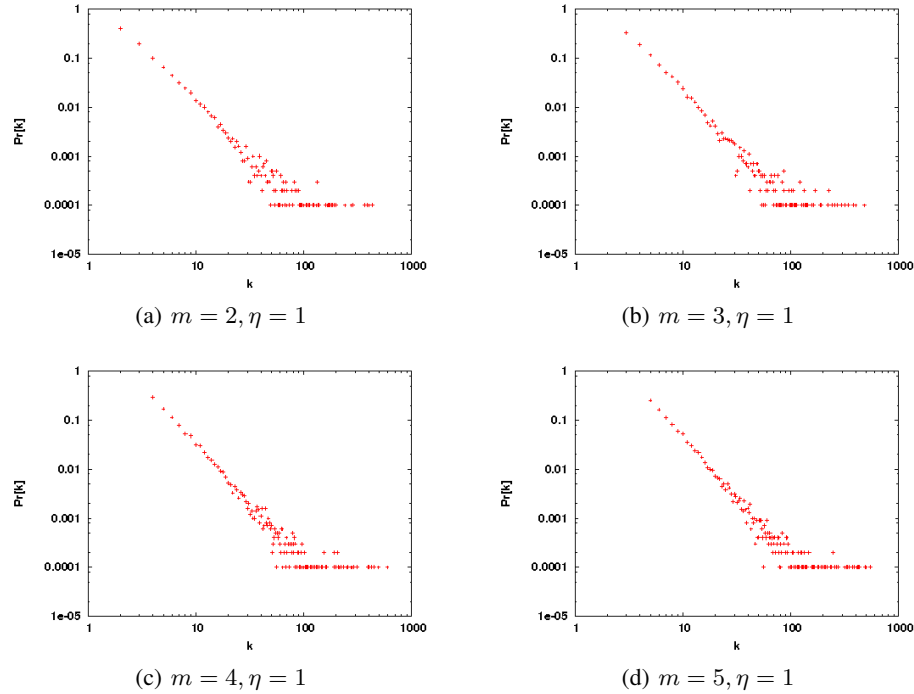 1
0.1
0.01
0.001
0.0001
1e-05
Pr[k]
1 10 100 1000
k
(a) m = 2, η = 1
1
0.1
0.01
0.001
0.0001
1e-05
Pr[k]
1 10 100 1000
k
(b) m = 3, η = 1
1
0.1
0.01
0.001
0.0001
1e-05
Pr[k]
1 10 100 1000
k
(c) m = 4, η = 1
1
0.1
0.01
0.001
0.0001
1e-05
Pr[k]
1 10 100 1000
k
(d) m = 5, η = 1